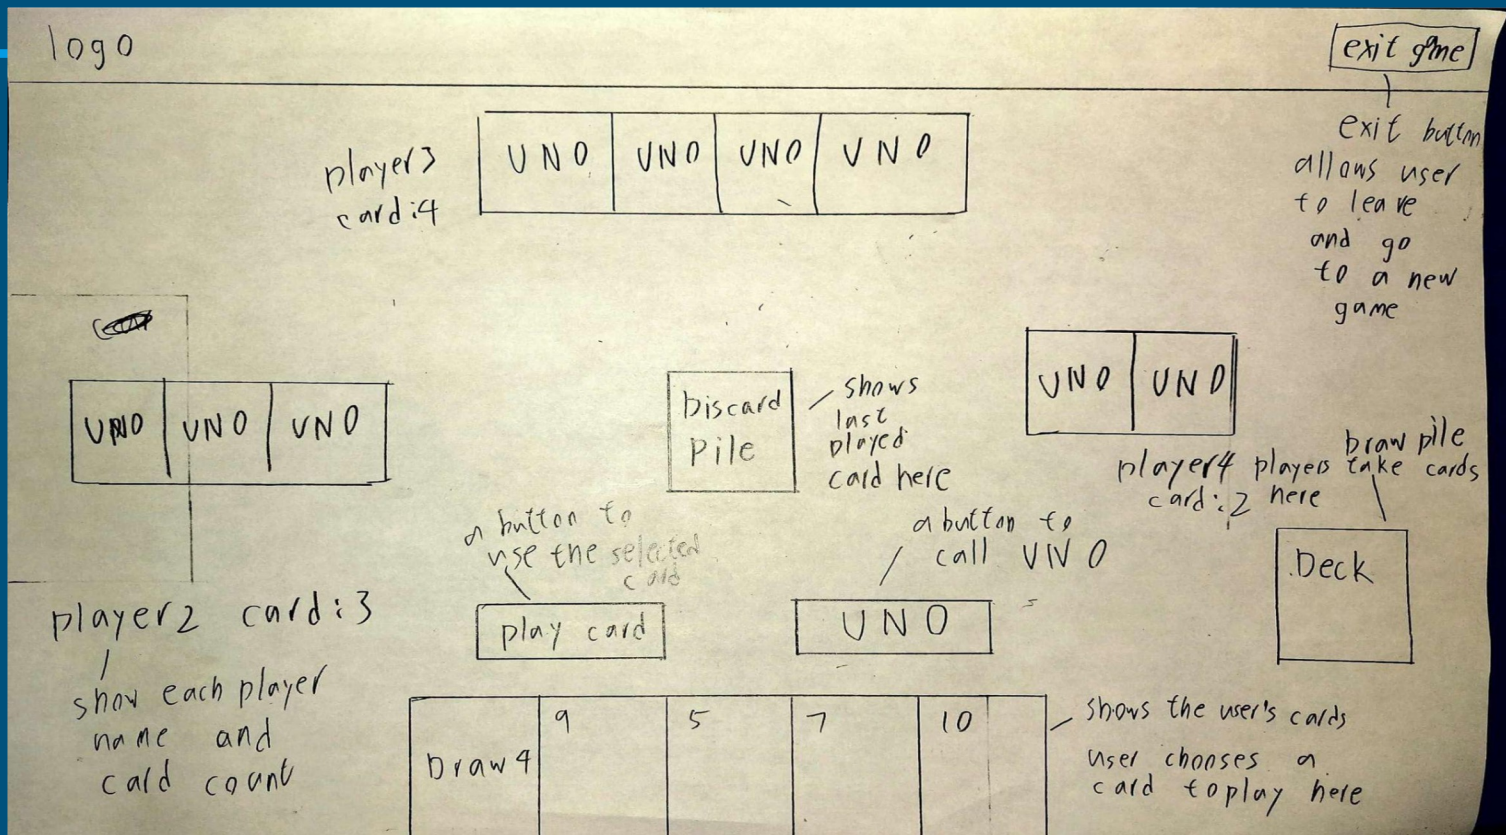 logo
exit game
exit button
allows user
to leave
and go
to a new
game
player3
card:4
UNO UNO UNO UNO
UNO UNO UNO
Discard
Pile
shows
last
played
card here
UNO UNO
player4
card:2
Draw pile
players take cards
here
Deck
a button to
use the selected
card
play card
a button to
call UNO
UNO
player2 card:3
show each player
name and
card count
Draw4 9 5 7 10
shows the user's cards
user chooses a
card to play here